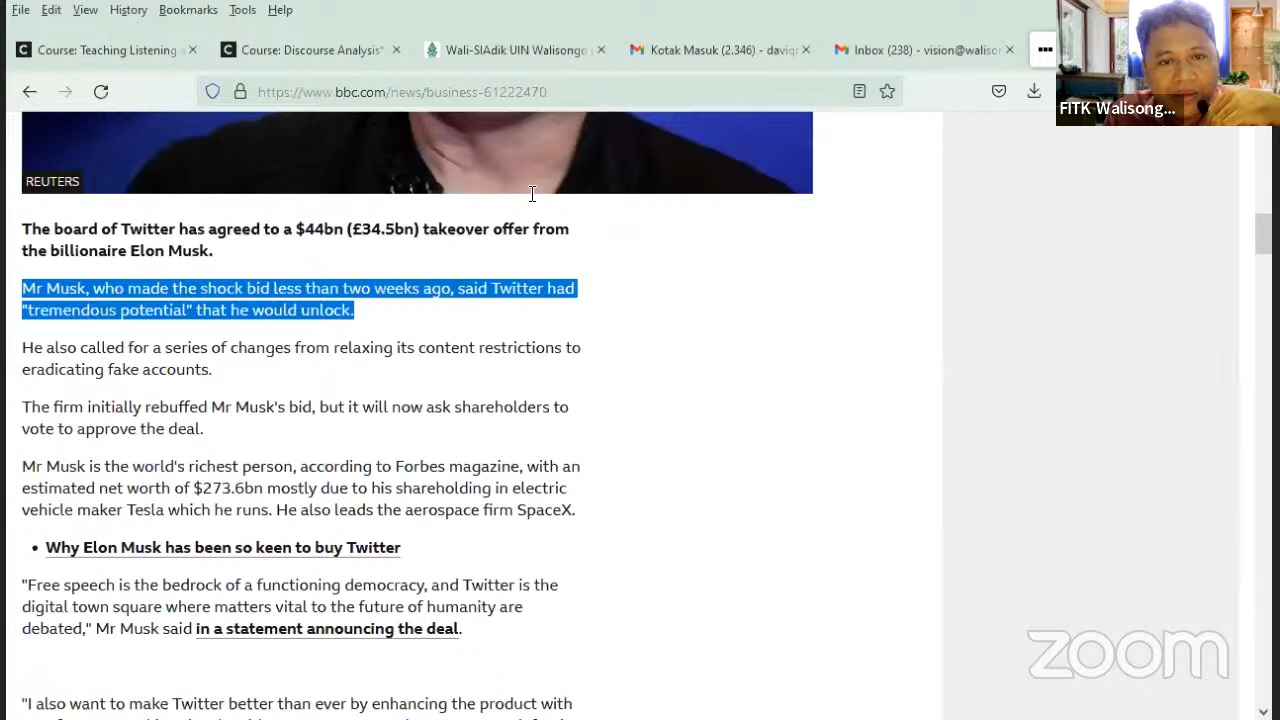 File Edit View History Bookmarks Tools Help
Course: Teaching Listening a
Course: Discourse Analysis*
Wali-SIAdik UIN Walisongo
Kotak Masuk (2.346) - daviqr
Inbox (238) - vision@walison
https://www.bbc.com/news/business-61222470
FITK Walisong...
REUTERS
The board of Twitter has agreed to a $44bn (£34.5bn) takeover offer from
the billionaire Elon Musk.
Mr Musk, who made the shock bid less than two weeks ago, said Twitter had
"tremendous potential" that he would unlock.
He also called for a series of changes from relaxing its content restrictions to
eradicating fake accounts.
The firm initially rebuffed Mr Musk's bid, but it will now ask shareholders to
vote to approve the deal.
Mr Musk is the world's richest person, according to Forbes magazine, with an
estimated net worth of $273.6bn mostly due to his shareholding in electric
vehicle maker Tesla which he runs. He also leads the aerospace firm SpaceX.
• Why Elon Musk has been so keen to buy Twitter
"Free speech is the bedrock of a functioning democracy, and Twitter is the
digital town square where matters vital to the future of humanity are
debated," Mr Musk said in a statement announcing the deal.
zoom
"I also want to make Twitter better than ever by enhancing the product with